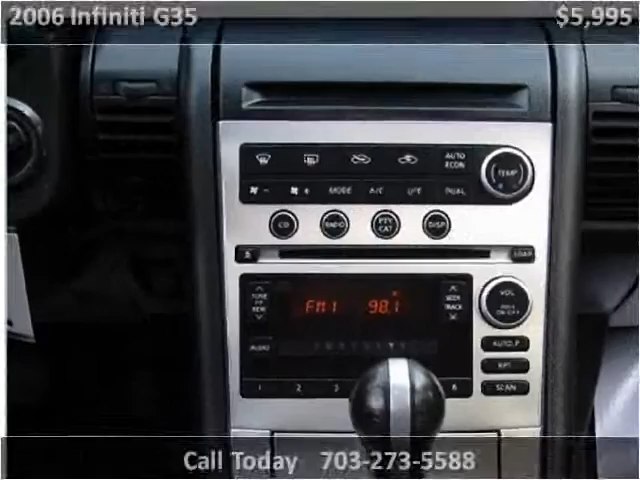 2006 Infiniti G35 $5,995
AUTO ECON
TEMP
MODE A/C OFF DUAL
CD RADIO PTY CAT DISP
LOAD
TUNE FF REW
SEEK TRACK
VOL
FM1 98.1
AUDIO
AUTO.P
RPT
SCAN
1 2 3 6
Call Today 703-273-5588